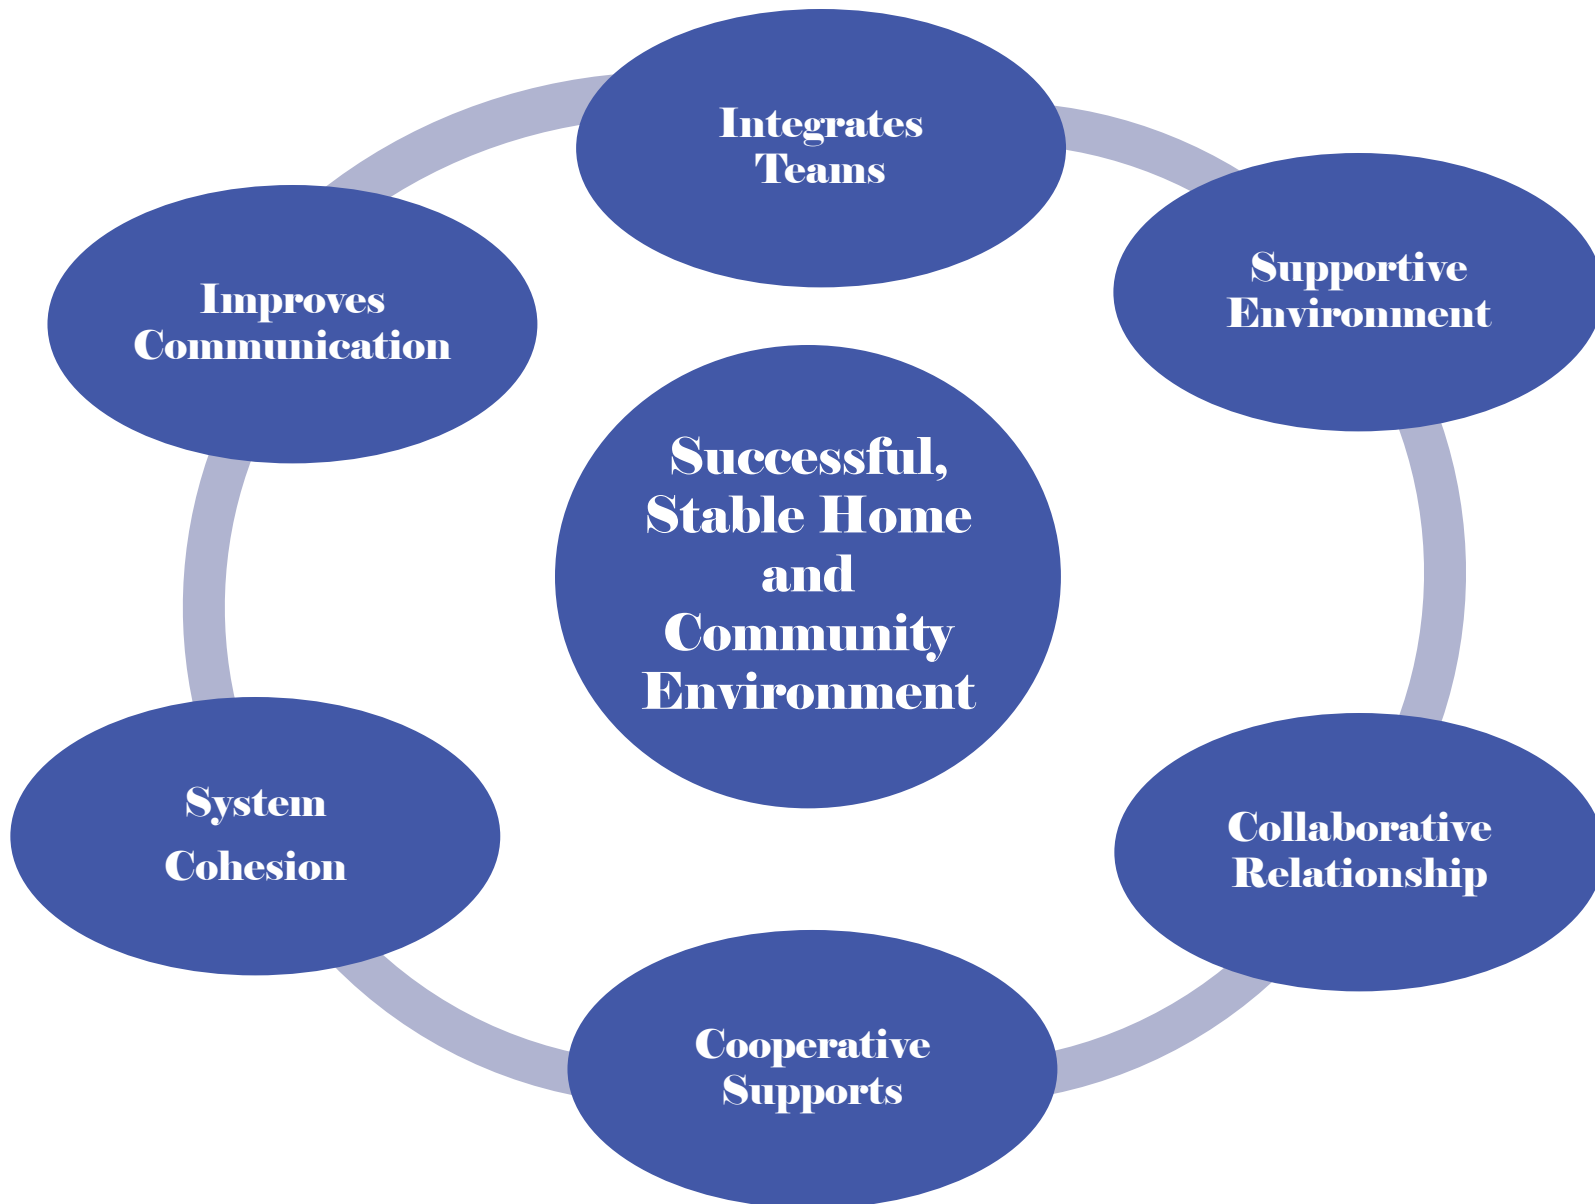 Integrates
Teams
Supportive
Environment
Improves
Communication
Successful,
Stable Home
and
Community
Environment
System
Cohesion
Collaborative
Relationship
Cooperative
Supports